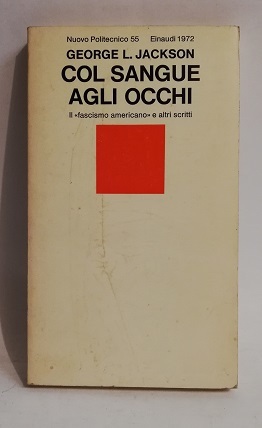 Nuovo Politecnico 55 Einaudi 1972
GEORGE L. JACKSON
COL SANGUE
AGLI OCCHI
Il «fascismo americano» e altri scritti